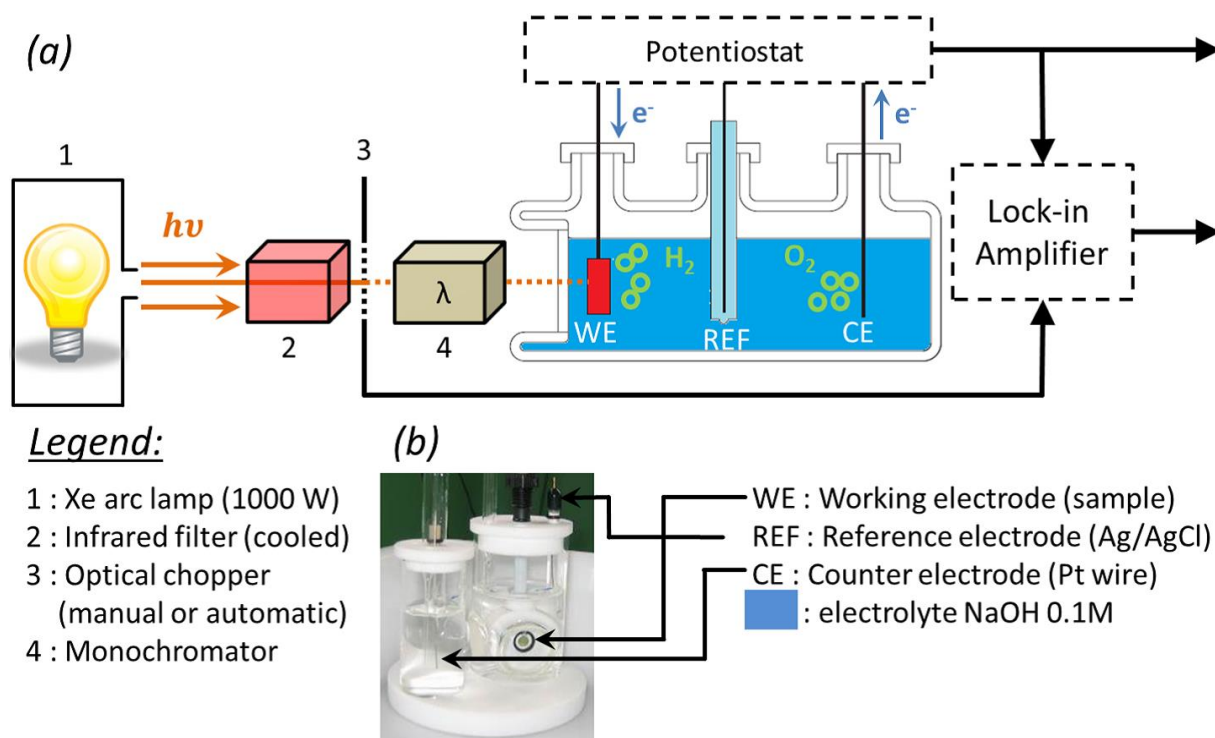 (a)
Potentiostat
e⁻
e⁻
1
3
hν
Lock-in
Amplifier
H₂
O₂
λ
WE
REF
CE
2
4
Legend:
1 : Xe arc lamp (1000 W)
2 : Infrared filter (cooled)
3 : Optical chopper
(manual or automatic)
4 : Monochromator
(b)
WE : Working electrode (sample)
REF : Reference electrode (Ag/AgCl)
CE : Counter electrode (Pt wire)
: electrolyte NaOH 0.1M